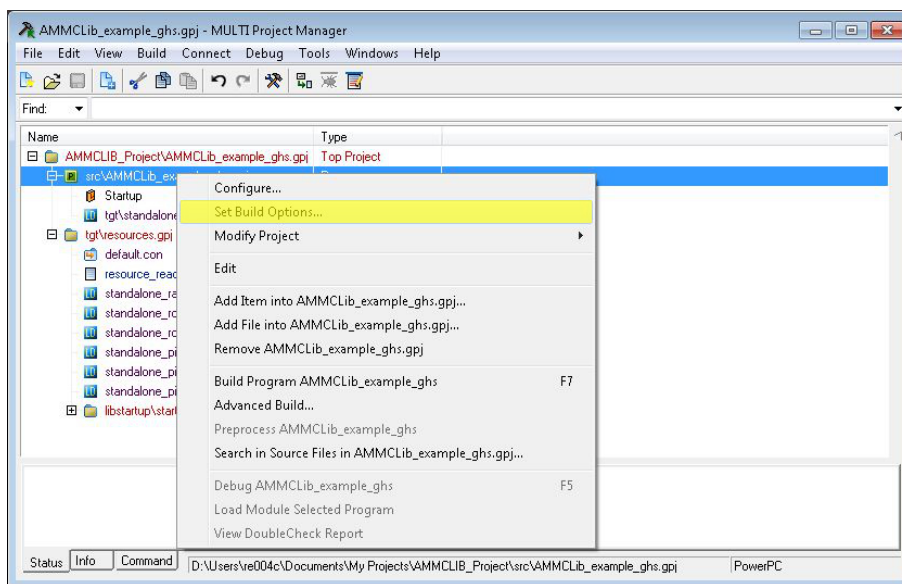 AMMCLib_example_ghs.gpj - MULTI Project Manager
File Edit View Build Connect Debug Tools Windows Help
Find:
Name Type
AMMCLIB_Project\AMMCLib_example_ghs.gpj Top Project
src\AMMCLib_ex
Startup
tgt\standalone
tgt\resources.gpj
default.con
resource_read
standalone_ra
standalone_ro
standalone_ro
standalone_pi
standalone_pi
standalone_pi
libstartup\start
Configure...
Set Build Options...
Modify Project
Edit
Add Item into AMMCLib_example_ghs.gpj...
Add File into AMMCLib_example_ghs.gpj...
Remove AMMCLib_example_ghs.gpj
Build Program AMMCLib_example_ghs F7
Advanced Build...
Preprocess AMMCLib_example_ghs
Search in Source Files in AMMCLib_example_ghs.gpj...
Debug AMMCLib_example_ghs F5
Load Module Selected Program
View DoubleCheck Report
Status Info Command D:\Users\re004c\Documents\My Projects\AMMCLIB_Project\src\AMMCLib_example_ghs.gpj PowerPC